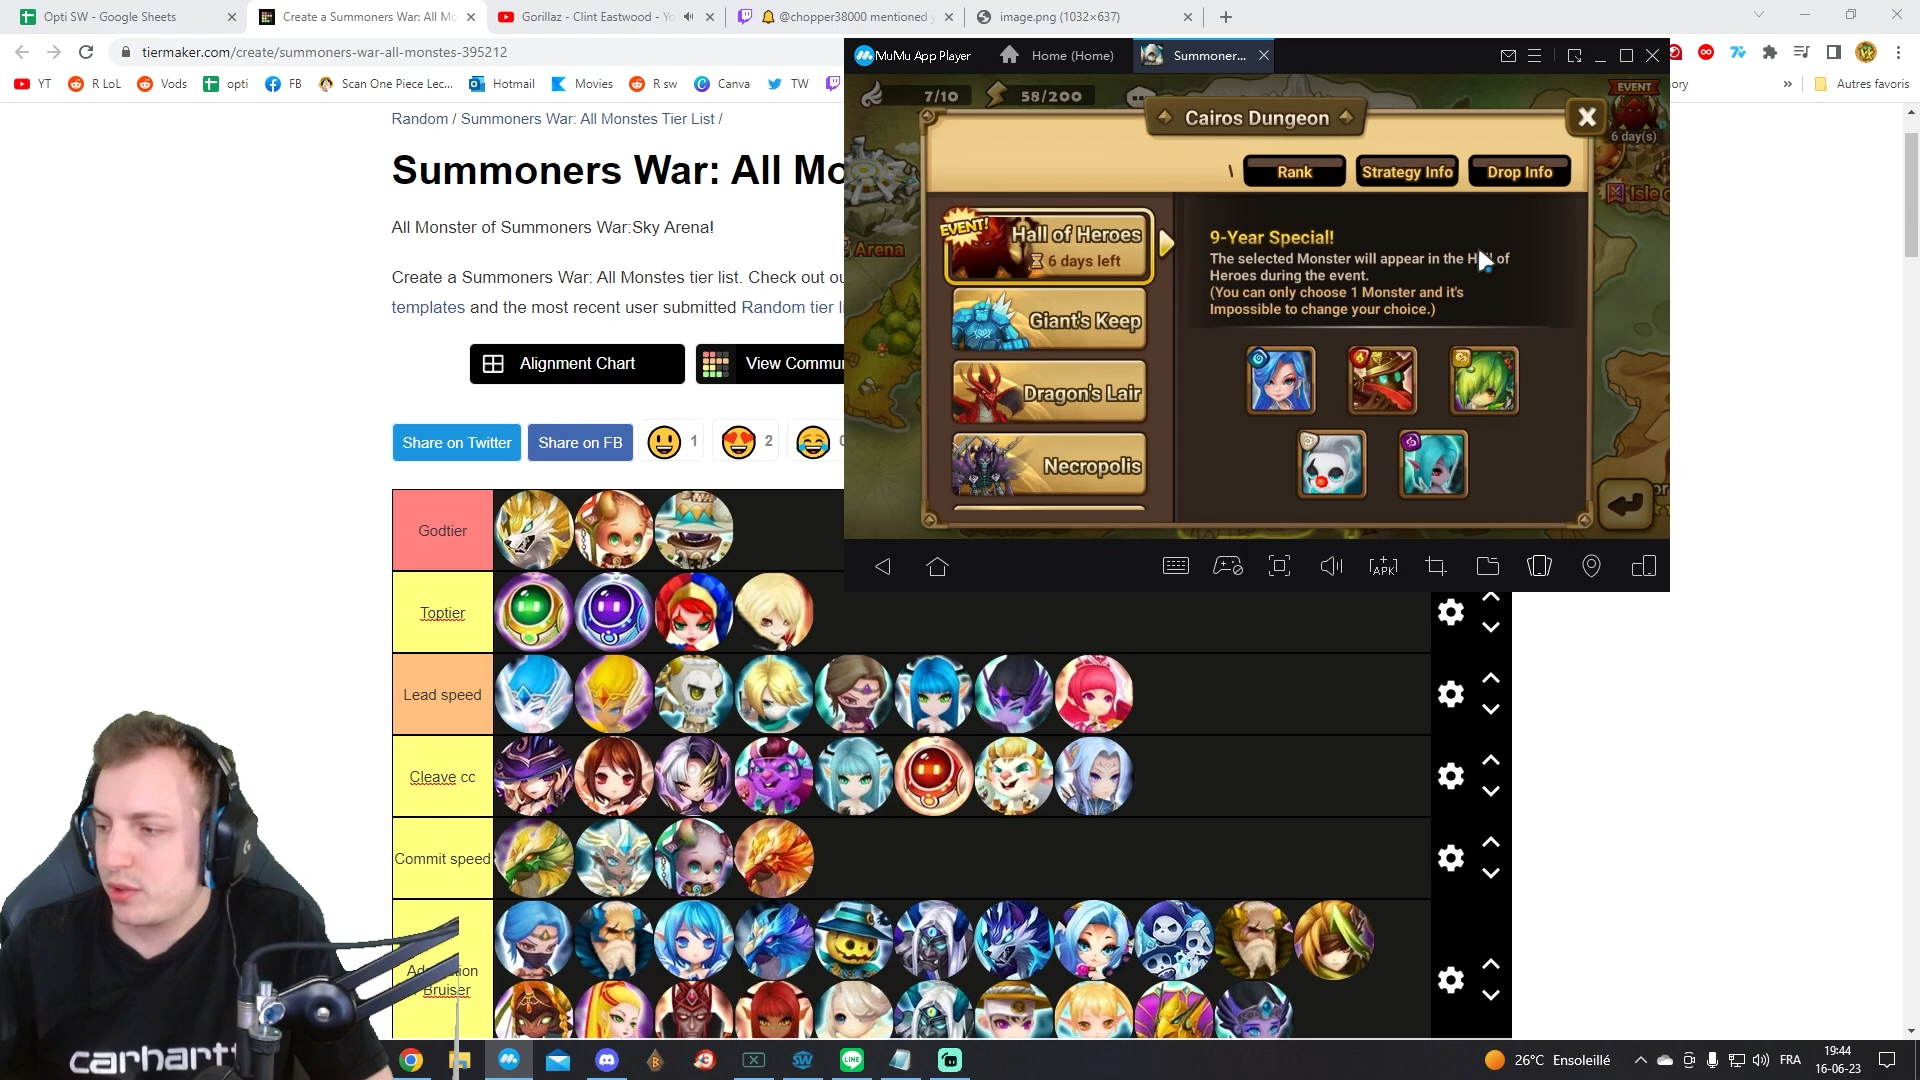 Opti SW - Google Sheets
Create a Summoners War: All Mo
Gorillaz - Clint Eastwood - Yo
@chopper38000 mentioned
image.png (1032×637)
tiermaker.com/create/summoners-war-all-monstes-395212
YT
R LoL
Vods
opti
FB
Scan One Piece Lec...
Hotmail
Movies
R sw
Canva
TW
»
Autres favoris
MuMu App Player
Home (Home)
Summoner...
Random / Summoners War: All Monstes Tier List /
Summoners War: All Mo
All Monster of Summoners War:Sky Arena!
Create a Summoners War: All Monstes tier list. Check out ou
templates and the most recent user submitted Random tier li
Alignment Chart
View Commu
Share on Twitter
Share on FB
1
2
7/10
58/200
EVENT
6 day(s)
Arena
Cairos Dungeon
Rank
Strategy Info
Drop Info
EVENT!
Hall of Heroes
6 days left
Giant's Keep
Dragon's Lair
Necropolis
9-Year Special!
The selected Monster will appear in the H of
Heroes during the event.
(You can only choose 1 Monster and it's
Impossible to change your choice.)
APK
Godtier
Toptier
Lead speed
Cleave cc
Commit speed
Bruiser
carhartt
26°C Ensoleillé
FRA
19:44
16-06-23